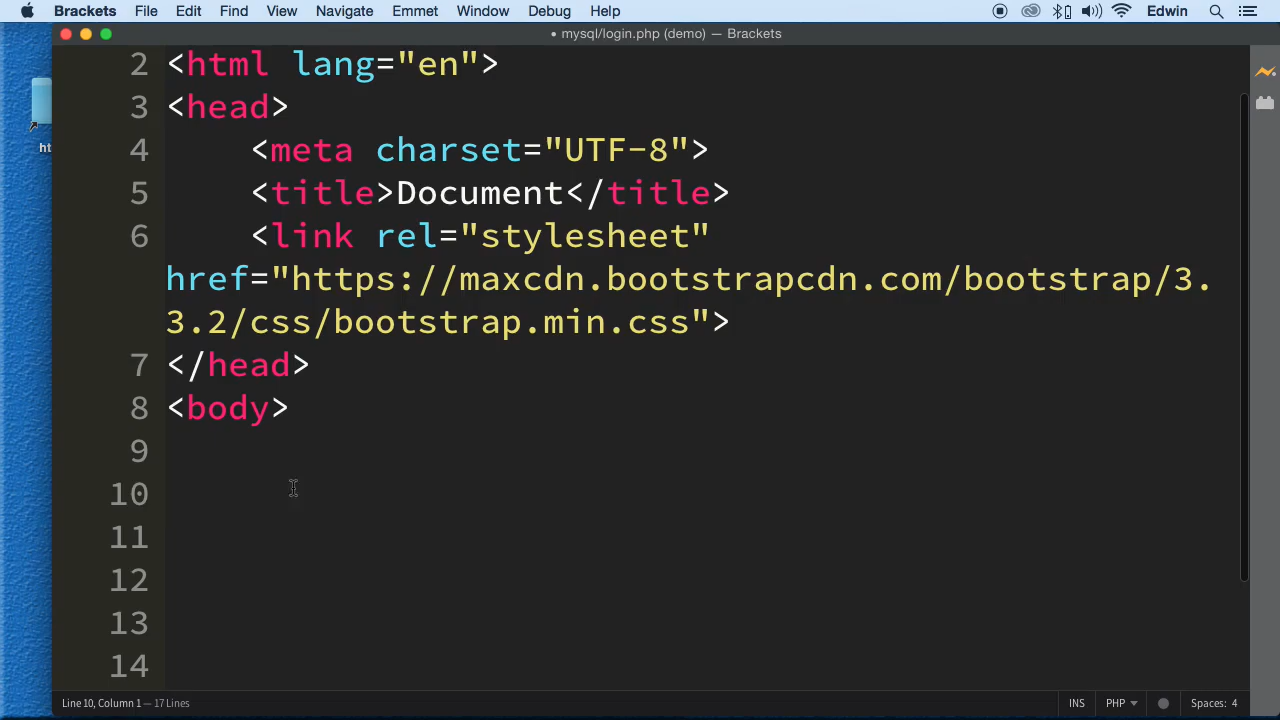 Brackets File Edit Find View Navigate Emmet Window Debug Help Edwin
• mysql/login.php (demo) — Brackets
ht
2 <html lang="en">
3 <head>
4 <meta charset="UTF-8">
5 <title>Document</title>
6 <link rel="stylesheet"
href="https://maxcdn.bootstrapcdn.com/bootstrap/3.
3.2/css/bootstrap.min.css">
7 </head>
8 <body>
9
10
11
12
13
14
Line 10, Column 1 — 17 Lines INS PHP Spaces: 4